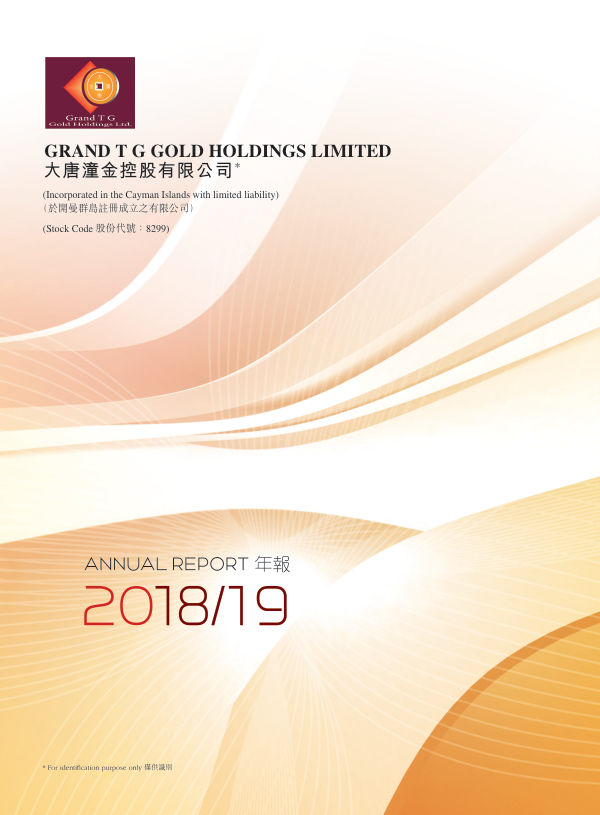 Grand T G
Gold Holdings Ltd.
GRAND T G GOLD HOLDINGS LIMITED
大唐潼金控股有限公司*
(Incorporated in the Cayman Islands with limited liability)
(於開曼群島註冊成立之有限公司)
(Stock Code 股份代號：8299)
ANNUAL REPORT 年報
2018/19
* For identification purpose only 僅供識別